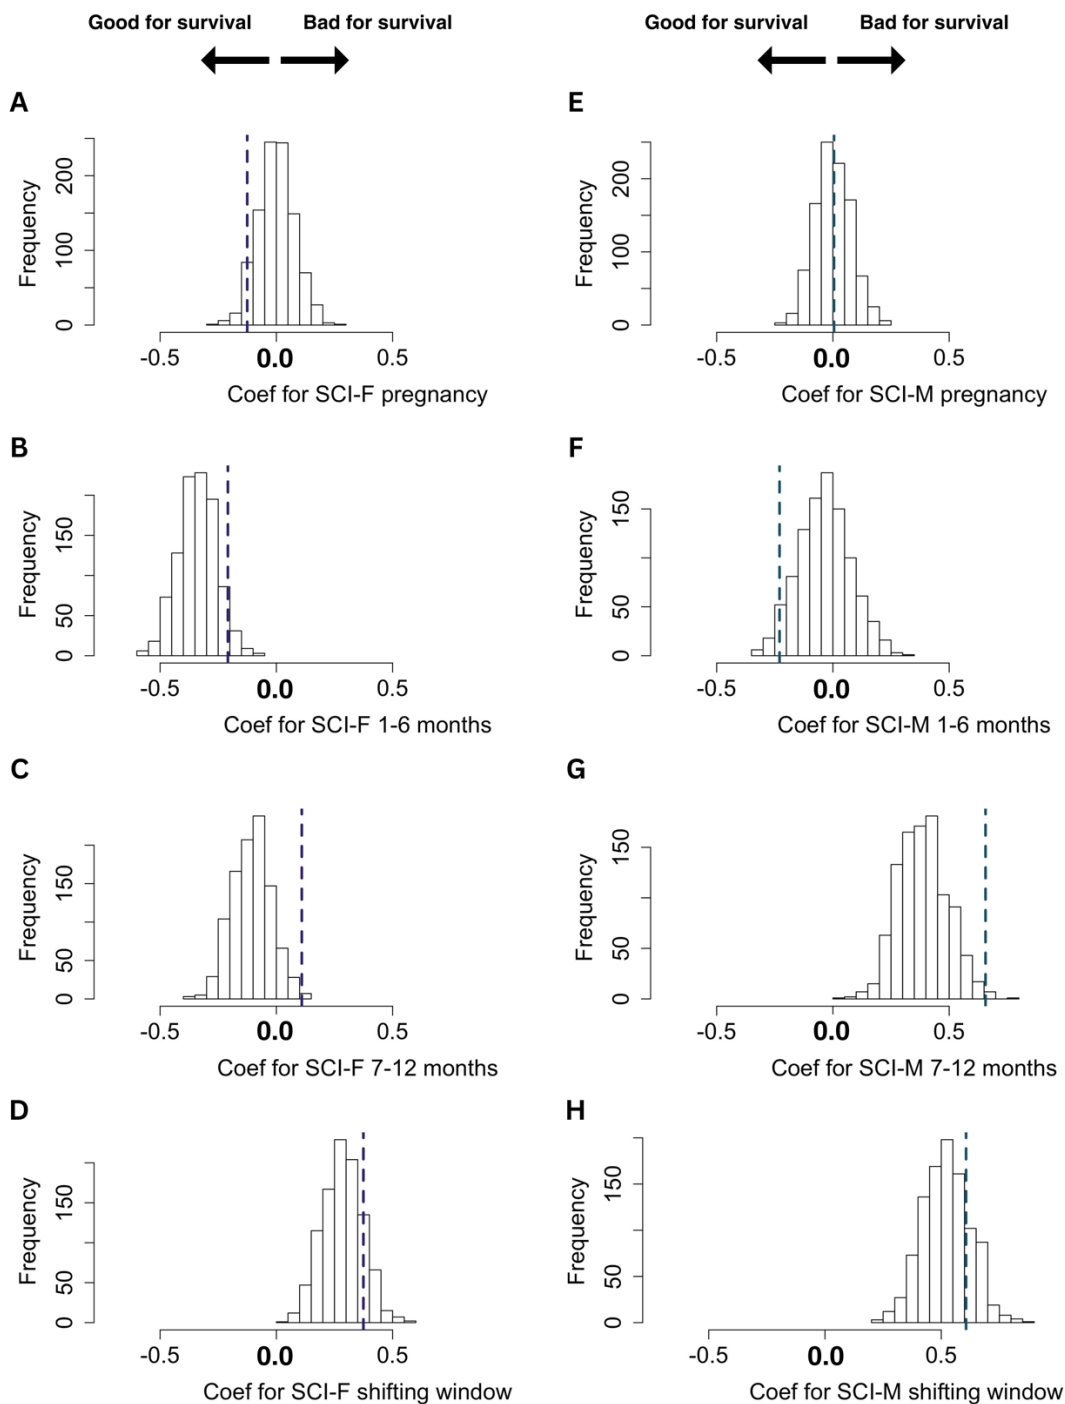 Good for survival Bad for survival Good for survival Bad for survival
A
Frequency
0 100 200
-0.5 0.0 0.5
Coef for SCI-F pregnancy
E
Frequency
0 100 200
-0.5 0.0 0.5
Coef for SCI-M pregnancy
B
Frequency
0 50 150
-0.5 0.0 0.5
Coef for SCI-F 1-6 months
F
Frequency
0 50 150
-0.5 0.0 0.5
Coef for SCI-M 1-6 months
C
Frequency
0 50 150
-0.5 0.0 0.5
Coef for SCI-F 7-12 months
G
Frequency
0 50 150
-0.5 0.0 0.5
Coef for SCI-M 7-12 months
D
Frequency
0 50 150
-0.5 0.0 0.5
Coef for SCI-F shifting window
H
Frequency
0 50 150
-0.5 0.0 0.5
Coef for SCI-M shifting window